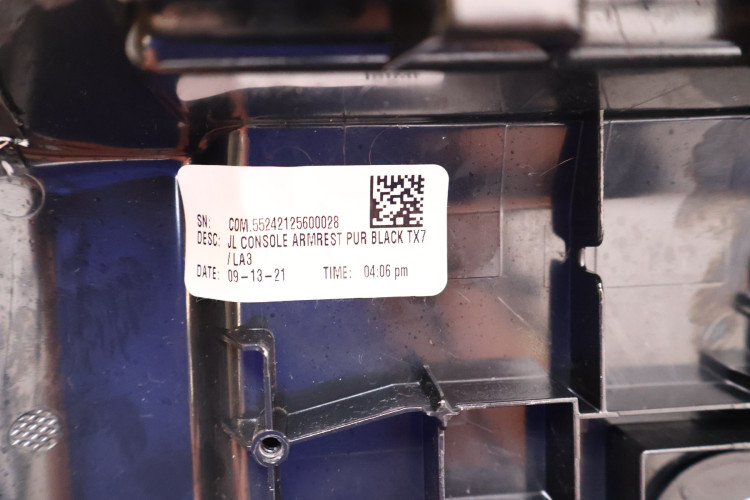 SN: COM.55242125600028
DESC: JL CONSOLE ARMREST PUR BLACK TX7
/LA3
DATE: 09-13-21 TIME: 04:06 pm